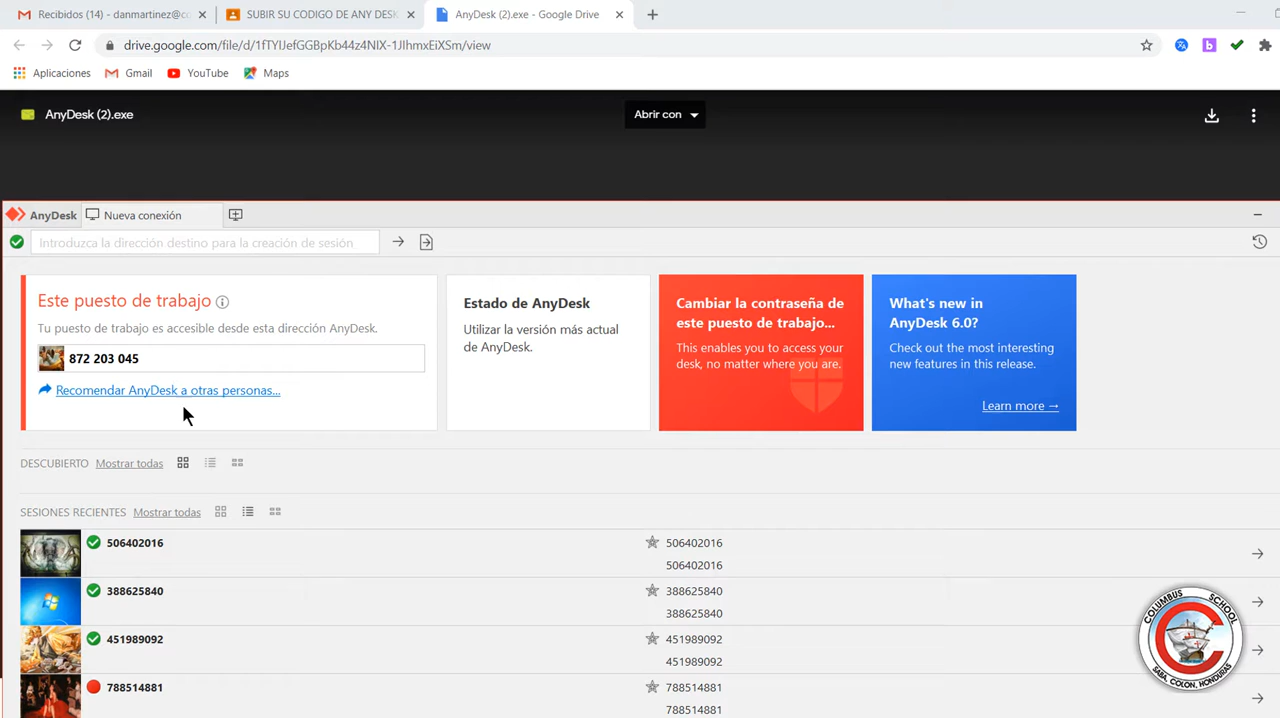 Recibidos (14) - danmartinez@cc
SUBIR SU CODIGO DE ANY DESK
AnyDesk (2).exe - Google Drive
drive.google.com/file/d/1fTYIJefGGBpKb44z4NIX-1JIhmxEiXSm/view
Aplicaciones
Gmail
YouTube
Maps
AnyDesk (2).exe
Abrir con
AnyDesk
Nueva conexión
Introduzca la dirección destino para la creación de sesión
Este puesto de trabajo
Tu puesto de trabajo es accesible desde esta dirección AnyDesk.
872 203 045
Recomendar AnyDesk a otras personas...
Estado de AnyDesk
Utilizar la versión más actual
de AnyDesk.
Cambiar la contraseña de
este puesto de trabajo...
This enables you to access your
desk, no matter where you are.
What's new in
AnyDesk 6.0?
Check out the most interesting
new features in this release.
Learn more →
DESCUBIERTO Mostrar todas
SESIONES RECIENTES Mostrar todas
506402016
506402016
506402016
388625840
388625840
388625840
451989092
451989092
451989092
788514881
788514881
788514881
COLUMBUS SCHOOL
C
SABA, COLON, HONDURAS